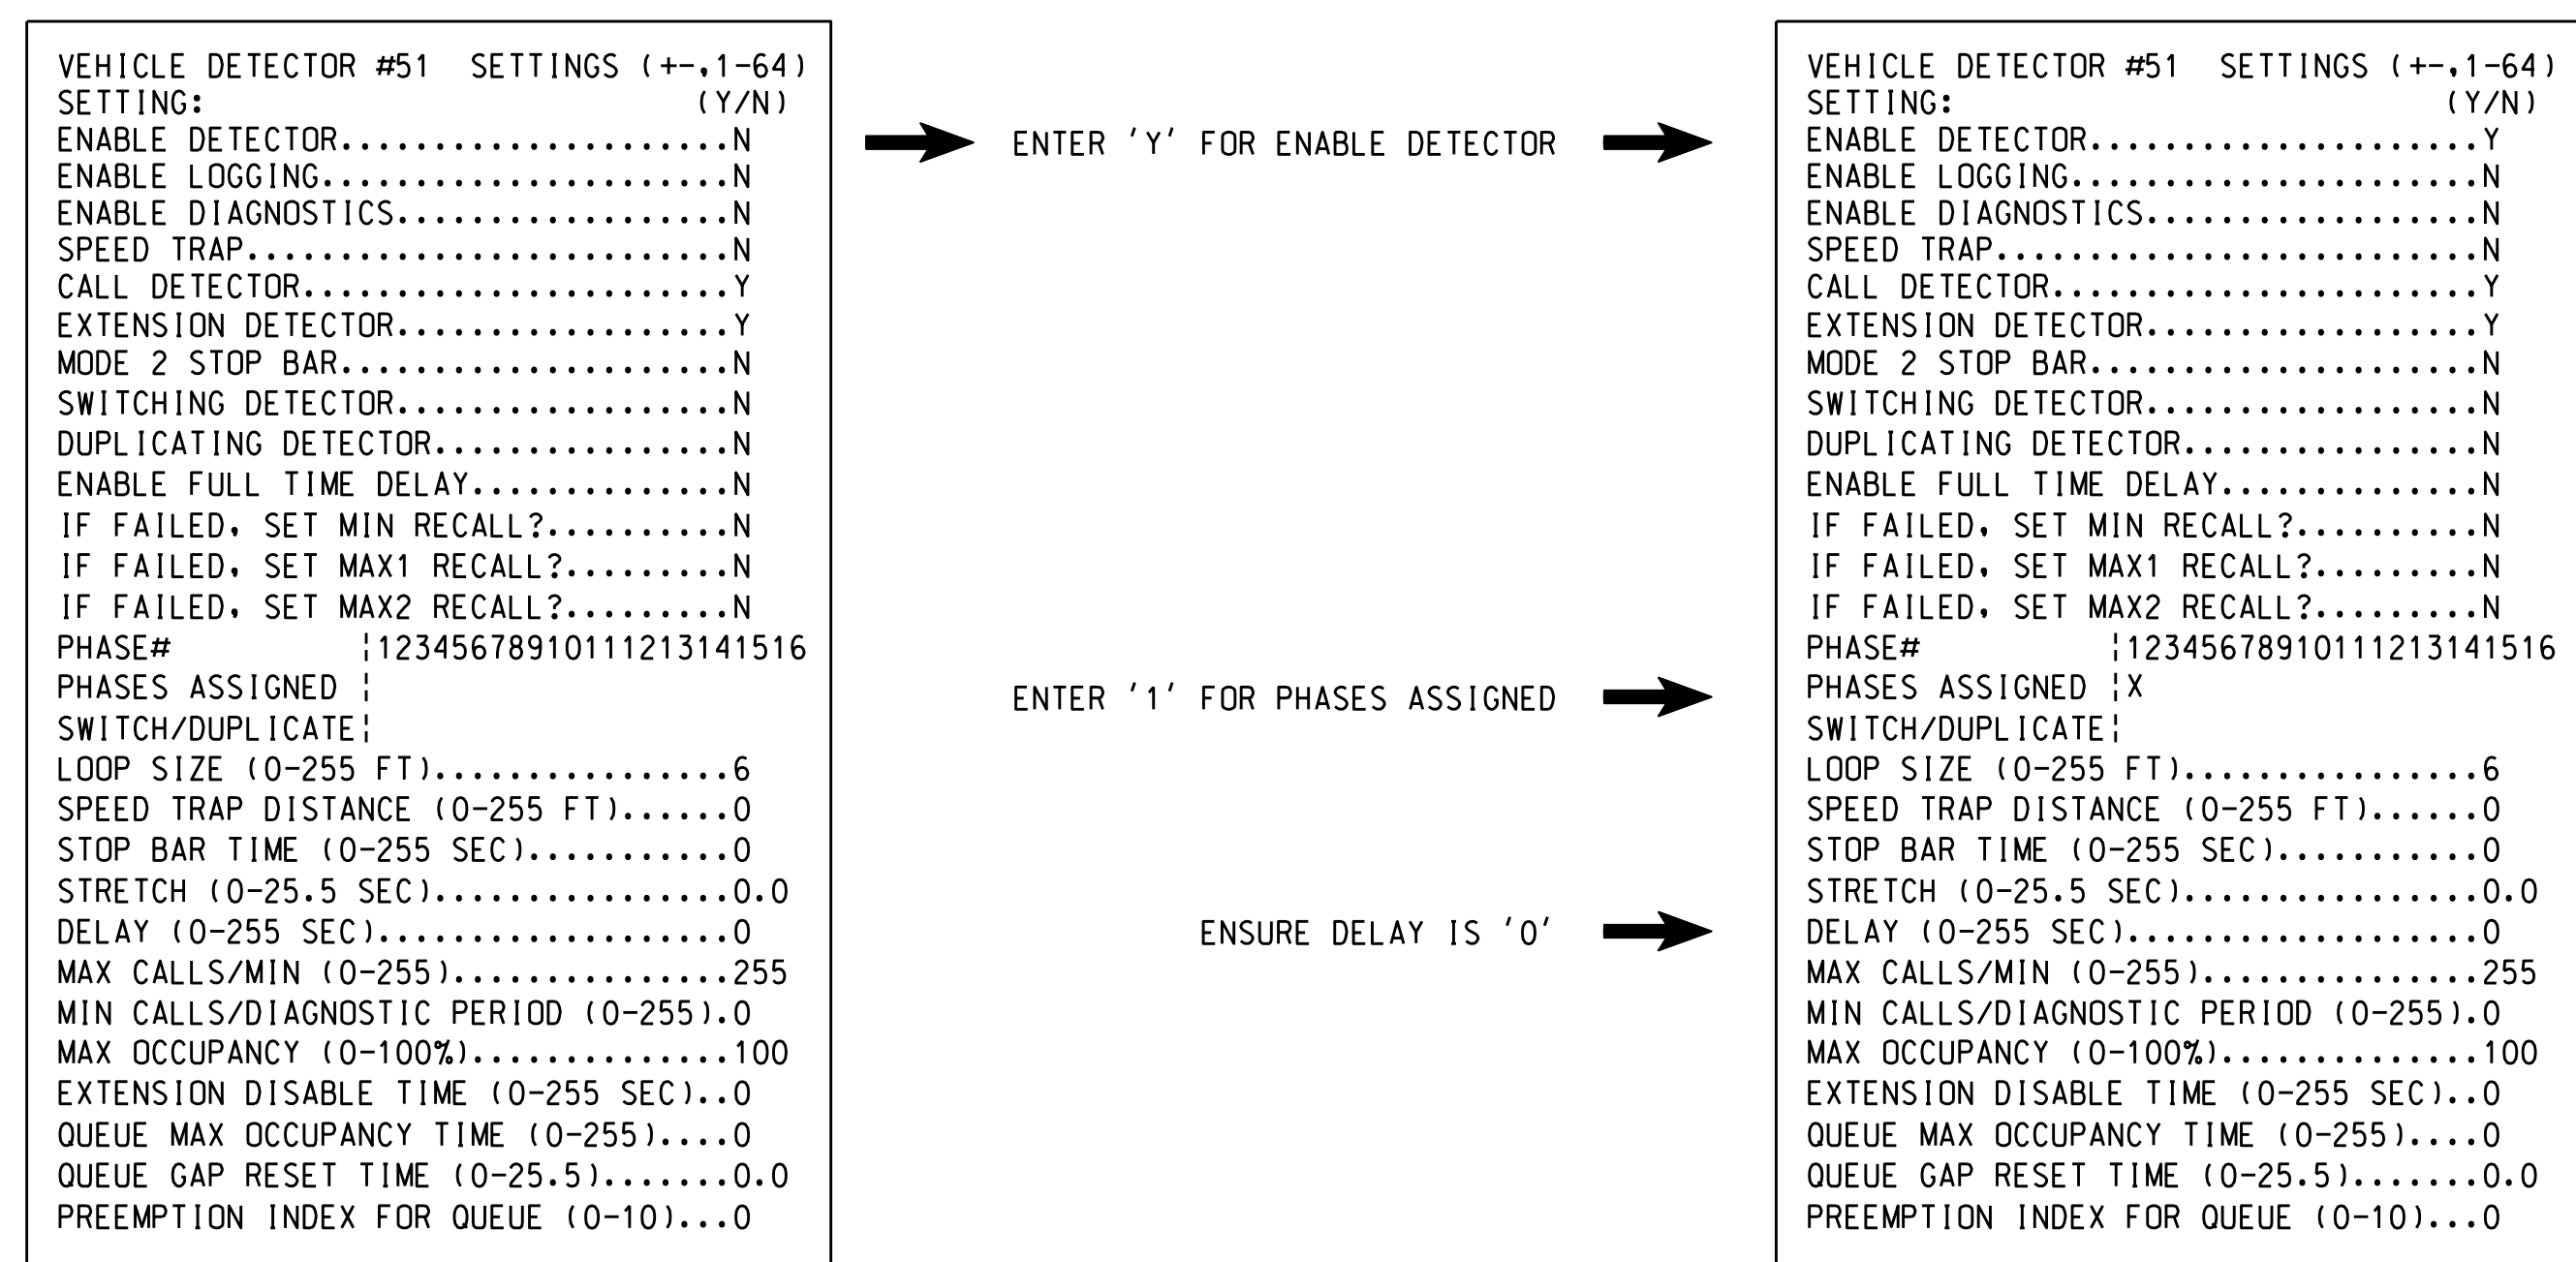 VEHICLE DETECTOR #51 SETTINGS (+-,1-64)
SETTING: (Y/N)
ENABLE DETECTOR.....................N
ENABLE LOGGING......................N
ENABLE DIAGNOSTICS..................N
SPEED TRAP..........................N
CALL DETECTOR.......................Y
EXTENSION DETECTOR..................Y
MODE 2 STOP BAR.....................N
SWITCHING DETECTOR..................N
DUPLICATING DETECTOR................N
ENABLE FULL TIME DELAY..............N
IF FAILED, SET MIN RECALL?..........N
IF FAILED, SET MAX1 RECALL?.........N
IF FAILED, SET MAX2 RECALL?.........N
PHASE# ¦12345678910111213141516
PHASES ASSIGNED ¦
SWITCH/DUPLICATE¦
LOOP SIZE (0-255 FT)................6
SPEED TRAP DISTANCE (0-255 FT)......0
STOP BAR TIME (0-255 SEC)...........0
STRETCH (0-25.5 SEC)................0.0
DELAY (0-255 SEC)...................0
MAX CALLS/MIN (0-255)...............255
MIN CALLS/DIAGNOSTIC PERIOD (0-255).0
MAX OCCUPANCY (0-100%)..............100
EXTENSION DISABLE TIME (0-255 SEC)..0
QUEUE MAX OCCUPANCY TIME (0-255)....0
QUEUE GAP RESET TIME (0-25.5).......0.0
PREEMPTION INDEX FOR QUEUE (0-10)...0
ENTER 'Y' FOR ENABLE DETECTOR
ENTER '1' FOR PHASES ASSIGNED
ENSURE DELAY IS '0'
VEHICLE DETECTOR #51 SETTINGS (+-,1-64)
SETTING: (Y/N)
ENABLE DETECTOR.....................Y
ENABLE LOGGING......................N
ENABLE DIAGNOSTICS..................N
SPEED TRAP..........................N
CALL DETECTOR.......................Y
EXTENSION DETECTOR..................Y
MODE 2 STOP BAR.....................N
SWITCHING DETECTOR..................N
DUPLICATING DETECTOR................N
ENABLE FULL TIME DELAY..............N
IF FAILED, SET MIN RECALL?..........N
IF FAILED, SET MAX1 RECALL?.........N
IF FAILED, SET MAX2 RECALL?.........N
PHASE# ¦12345678910111213141516
PHASES ASSIGNED ¦X
SWITCH/DUPLICATE¦
LOOP SIZE (0-255 FT)................6
SPEED TRAP DISTANCE (0-255 FT)......0
STOP BAR TIME (0-255 SEC)...........0
STRETCH (0-25.5 SEC)................0.0
DELAY (0-255 SEC)...................0
MAX CALLS/MIN (0-255)...............255
MIN CALLS/DIAGNOSTIC PERIOD (0-255).0
MAX OCCUPANCY (0-100%)..............100
EXTENSION DISABLE TIME (0-255 SEC)..0
QUEUE MAX OCCUPANCY TIME (0-255)....0
QUEUE GAP RESET TIME (0-25.5).......0.0
PREEMPTION INDEX FOR QUEUE (0-10)...0